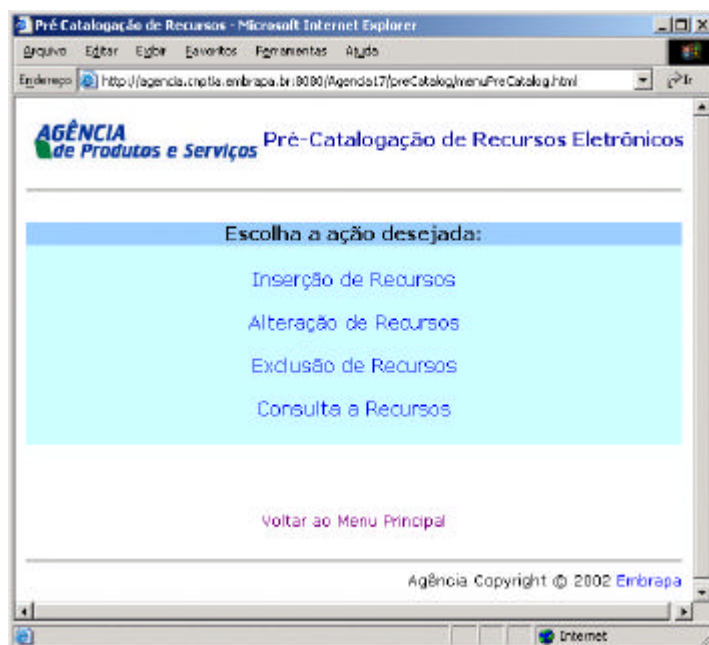 Pré Catalogação de Recursos - Microsoft Internet Explorer
Arquivo Editar Exibir Favoritos Ferramentas Ajuda
Endereço http://agencia.cnptia.embrapa.br:8080/Agencia17/preCatalog/menuPreCatalog.html Ir
AGÊNCIA
de Produtos e Serviços
Pré-Catalogação de Recursos Eletrônicos
Escolha a ação desejada:
Inserção de Recursos
Alteração de Recursos
Exclusão de Recursos
Consulta a Recursos
Voltar ao Menu Principal
Agência Copyright © 2002 Embrapa
Internet